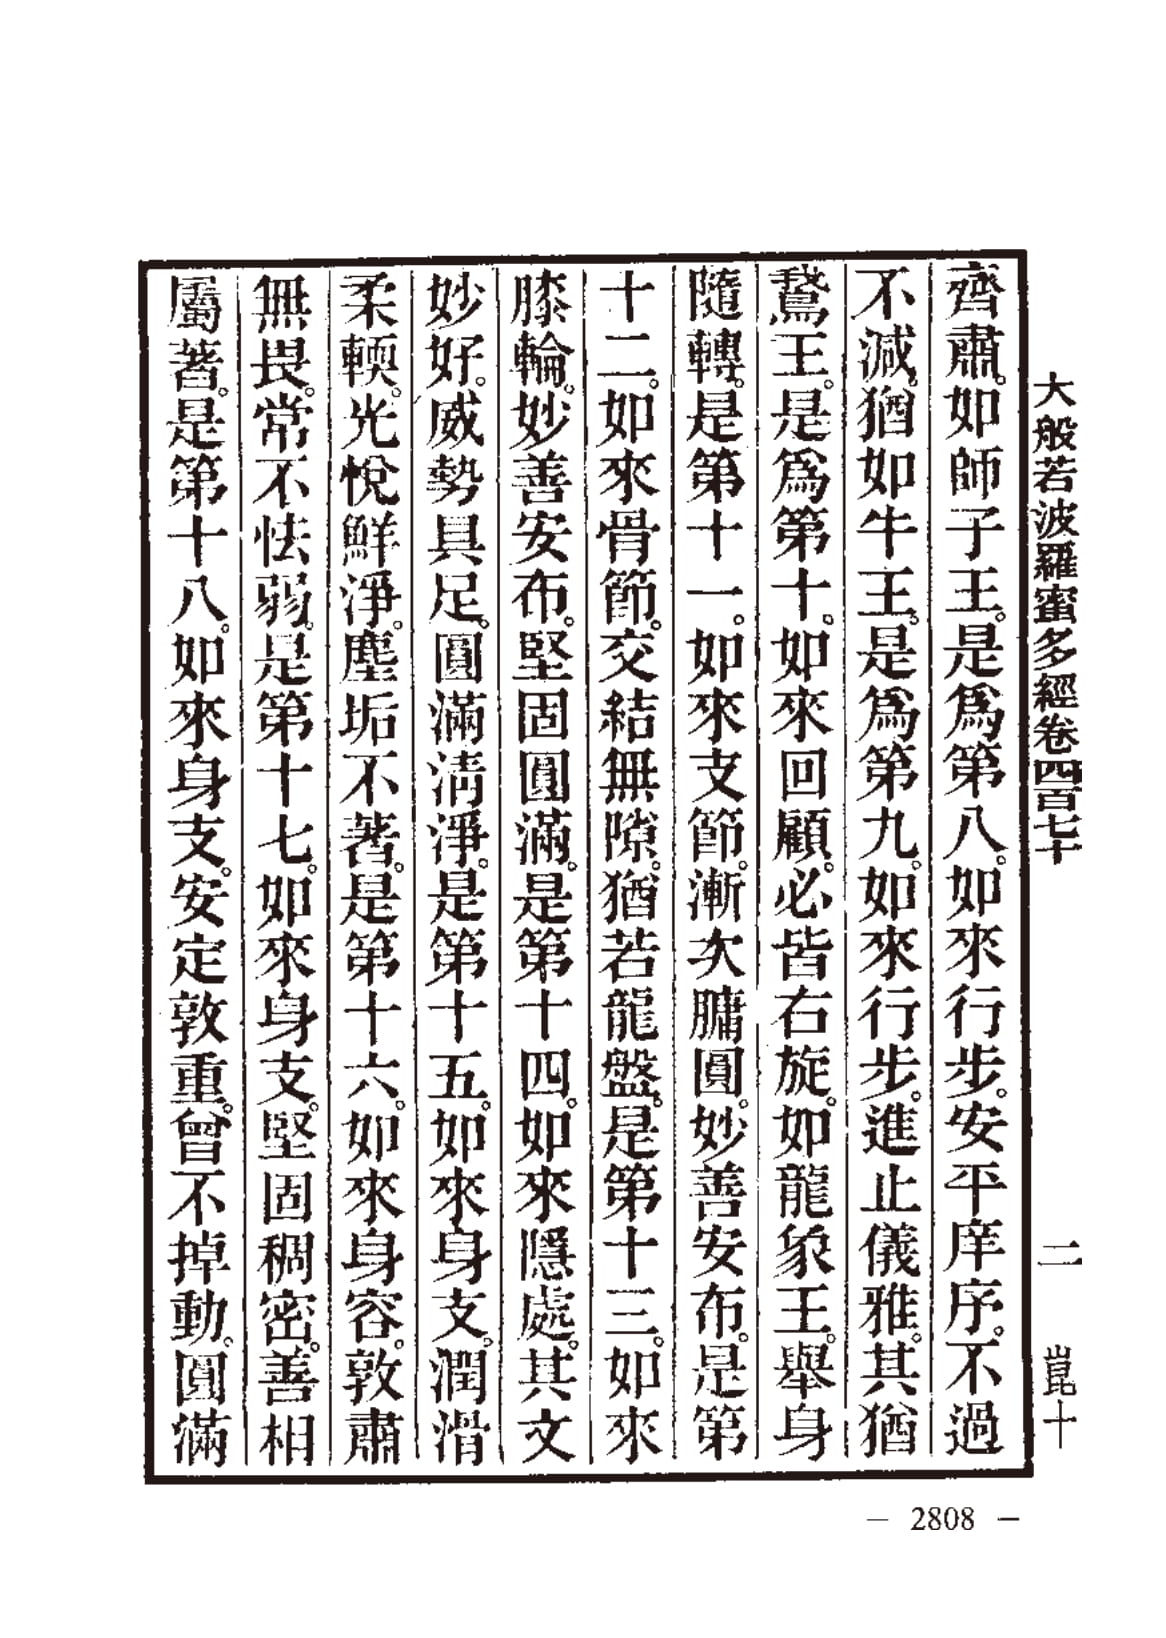 大般若波羅蜜多經卷四百七十　二　崑十
齊肅。如師子王。是爲第八。如來行步。安平庠序。不過
不減。猶如牛王。是爲第九。如來行步。進止儀雅。其猶
鵞王。是爲第十。如來回顧。必皆右旋。如龍象王。舉身
隨轉。是第十一。如來支節。漸次𦟛圓。妙善安布。是第
十二。如來骨節。交結無隙。猶若龍盤。是第十三。如來
膝輪。妙善安布。堅固圓滿。是第十四。如來隱處。其文
妙好。威勢具足。圓滿淸淨。是第十五。如來身支。潤滑
柔輭。光悅鮮淨。塵垢不著。是第十六。如來身容。敦肅
無畏。常不怯弱。是第十七。如來身支。堅固稠密。善相
屬著。是第十八。如來身支。安定敦重。曾不掉動。圓滿
— 2808 —